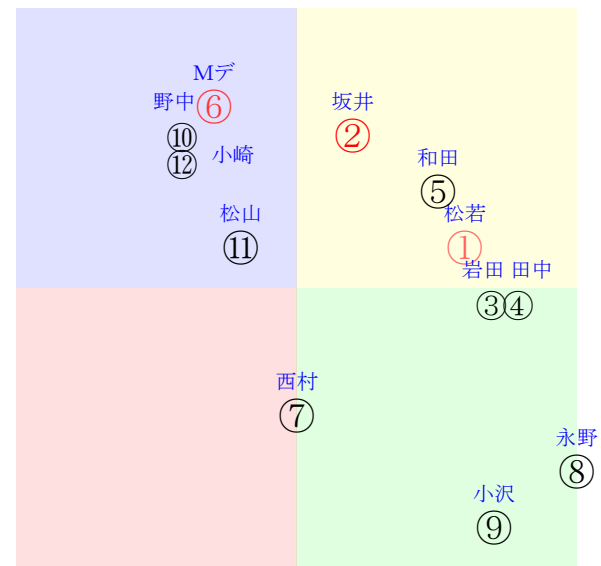 Mデ
野中 ⑥ 坂井
⑩ ②
⑫ 小崎 和田
⑤
松山 松若
⑪ ①
岩田 田中
③④
西村
⑦
永野
⑧
小沢
⑨